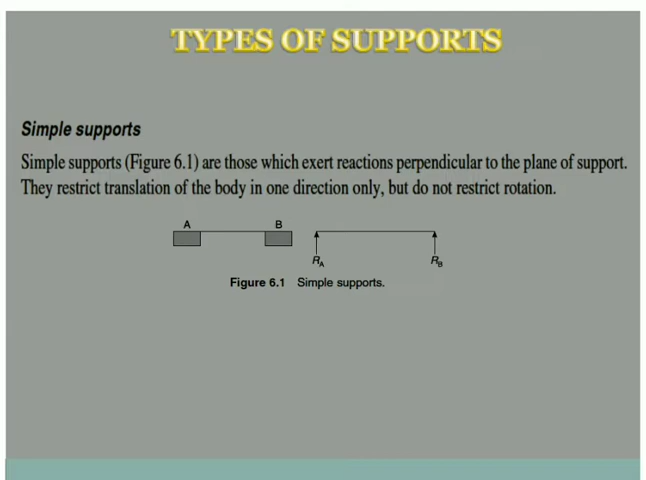 TYPES OF SUPPORTS
Simple supports
Simple supports (Figure 6.1) are those which exert reactions perpendicular to the plane of support.
They restrict translation of the body in one direction only, but do not restrict rotation.
A B
R_A R_B
Figure 6.1 Simple supports.